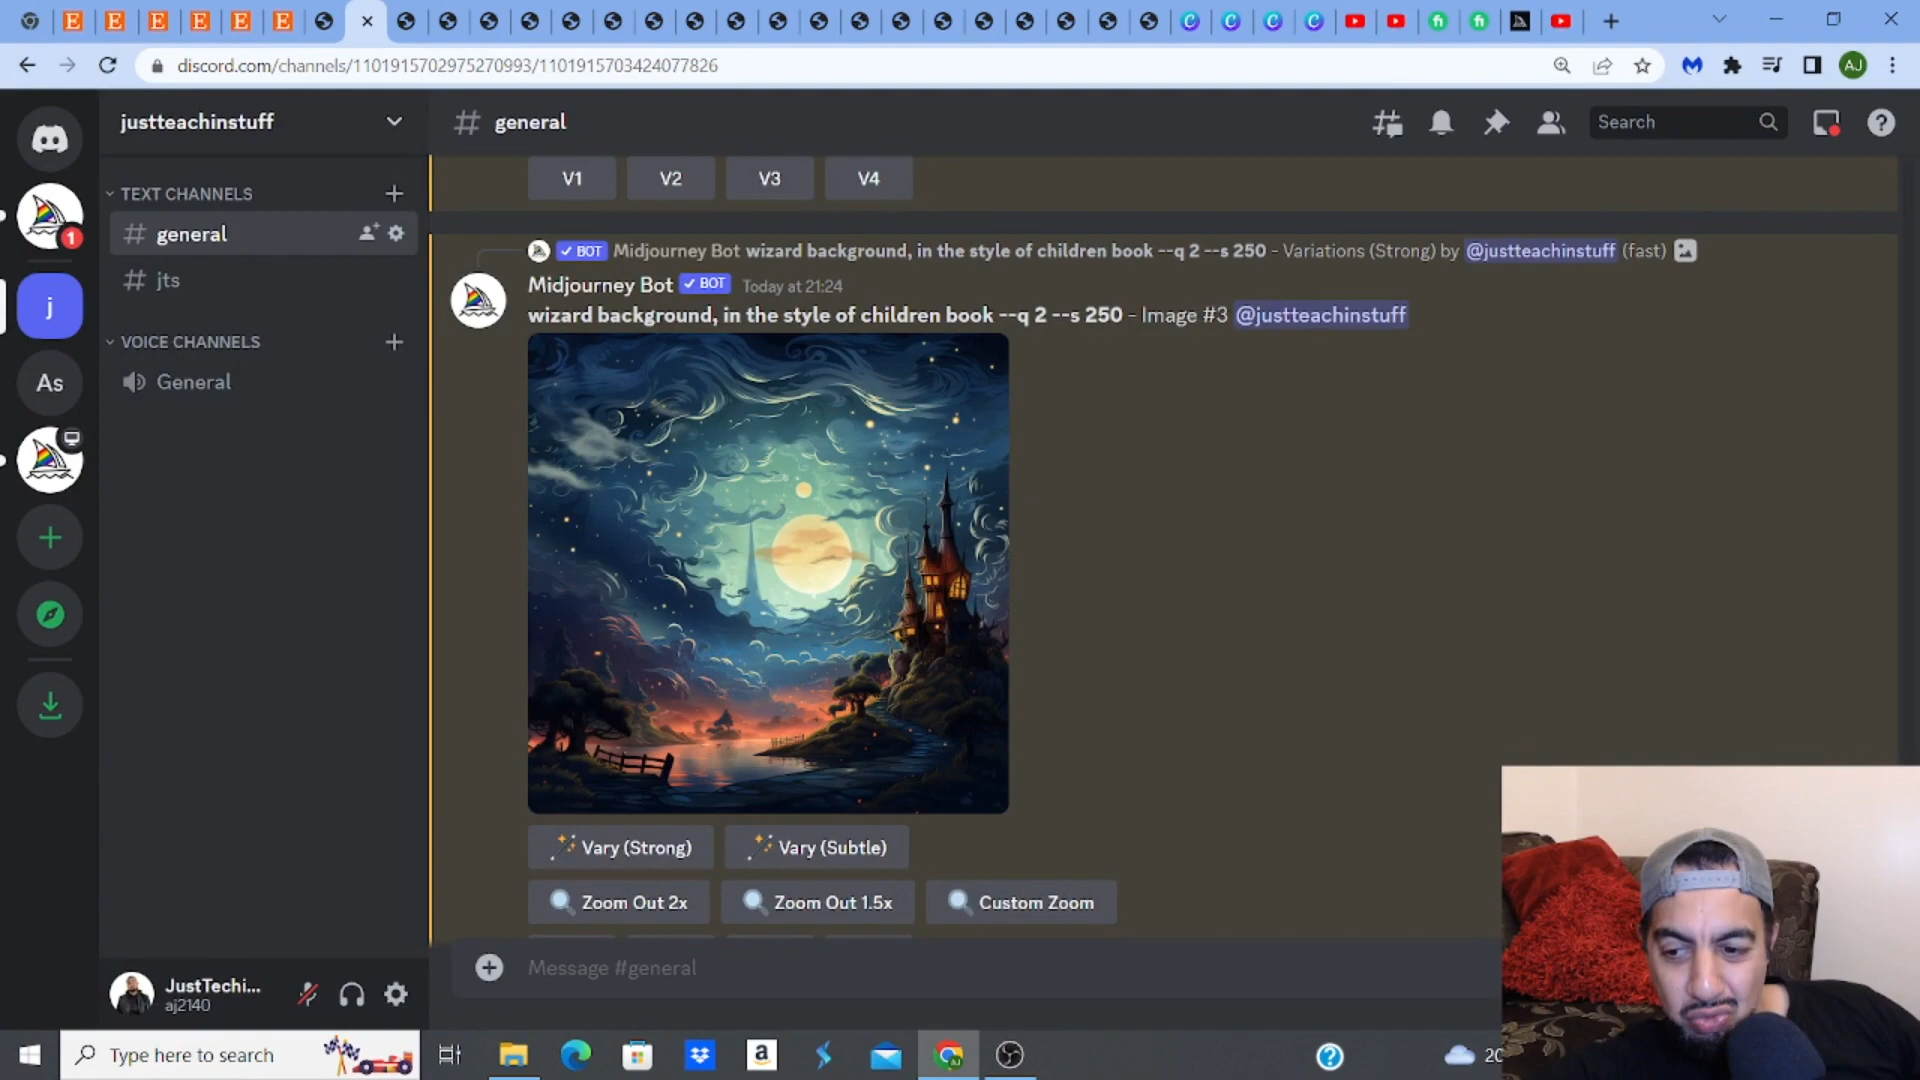 discord.com/channels/1101915702975270993/1101915703424077826
AJ
justteachinstuff
general
Search
TEXT CHANNELS
general
jts
VOICE CHANNELS
General
1
j
As
V1
V2
V3
V4
BOT Midjourney Bot wizard background, in the style of children book --q 2 --s 250 - Variations (Strong) by @justteachinstuff (fast)
Midjourney Bot BOT Today at 21:24
wizard background, in the style of children book --q 2 --s 250 - Image #3 @justteachinstuff
Vary (Strong)
Vary (Subtle)
Zoom Out 2x
Zoom Out 1.5x
Custom Zoom
Message #general
JustTechi...
aj2140
Type here to search
20